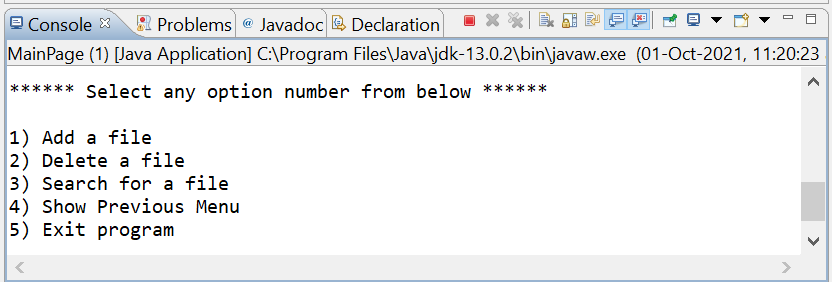 Console Problems Javadoc Declaration
MainPage (1) [Java Application] C:\Program Files\Java\jdk-13.0.2\bin\javaw.exe (01-Oct-2021, 11:20:23
****** Select any option number from below ******
1) Add a file
2) Delete a file
3) Search for a file
4) Show Previous Menu
5) Exit program